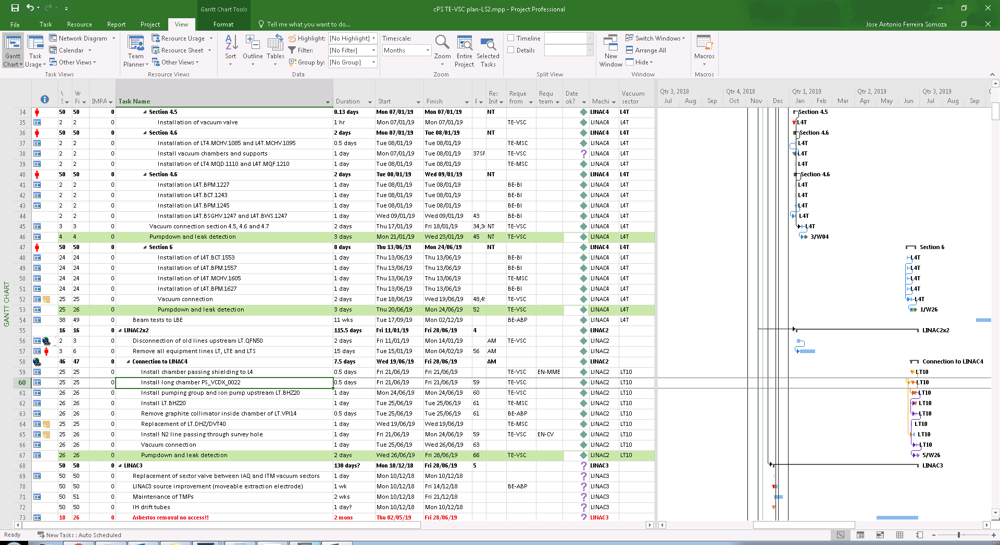 Gantt Chart Tools
cPS TE-VSC plan-LS2.mpp - Project Professional
File Task Resource Report Project View Format Tell me what you want to do... Jose Antonio Ferreira Somoza
Gantt Chart
Task Usage
Network Diagram
Calendar
Other Views
Task Views
Team Planner
Resource Usage
Resource Sheet
Other Views
Resource Views
Sort
Outline
Tables
Highlight: [No Highlight]
Filter: [No Filter]
Group by: [No Group]
Data
Timescale:
Months
Zoom
Entire Project
Selected Tasks
Zoom
Timeline
Details
Split View
New Window
Switch Windows
Arrange All
Hide
Window
Macros
Macros
GANTT CHART
IMPA Task Name Duration Start Finish Reque from Requ team Date ok? Machi Vacuum sector
Qtr 3, 2018 Qtr 4, 2018 Qtr 1, 2019 Qtr 2, 2019 Qtr 3, 2019
Jul Aug Sep Oct Nov Dec Jan Feb Mar Apr May Jun Jul Aug Sep
34 50 50 0 Section 4.5 0.13 days Mon 07/01/19 Mon 07/01/19 NT LINAC4 L4T Section 4.5
35 2 2 0 Installation of vacuum valve 1 hr Mon 07/01/19 Mon 07/01/19 TE-VSC LINAC4 L4T L4T
36 50 50 0 Section 4.6 2 days Mon 07/01/19 Tue 08/01/19 NT LINAC4 L4T Section 4.6
37 2 2 0 Installation of LT4.MCHV.1085 and L4T.MCHV.1095 0.5 days Tue 08/01/19 Tue 08/01/19 TE-MSC LINAC4 L4T L4T
38 2 2 0 Install vacuum chambers and supports 1 day Mon 07/01/19 Tue 08/01/19 37SF TE-VSC ? LINAC4 L4T L4T
39 2 2 0 Installation of LT4.MQD.1110 and L4T.MQF.1210 1 day Tue 08/01/19 Tue 08/01/19 TE-MSC LINAC4 L4T L4T
40 50 50 0 Section 4.6 2 days Tue 08/01/19 Wed 09/01/19 NT LINAC4 L4T Section 4.6
41 2 2 0 Installation L4T.BPM.1227 1 day Tue 08/01/19 Tue 08/01/19 BE-BI LINAC4 L4T L4T
42 2 2 0 Installation L4T.BCT.1243 1 day Tue 08/01/19 Tue 08/01/19 BE-BI LINAC4 L4T L4T
43 2 2 0 Installation L4T.BPM.1245 1 day Tue 08/01/19 Tue 08/01/19 BE-BI LINAC4 L4T L4T
44 2 2 0 Installation L4T.BSGHV.1247 and L4T.BWS.1247 1 day Wed 09/01/19 Wed 09/01/19 43 BE-BI LINAC4 L4T L4T
45 3 3 0 Vacuum connection section 4.5, 4.6 and 4.7 2 days Thu 17/01/19 Fri 18/01/19 NT TE-VSC LINAC4 L4T L4T
46 4 4 0 Pumpdown and leak detection 3 days Mon 21/01/19 Wed 23/01/19 45 NT TE-VSC LINAC4 L4T 3/W04
47 50 50 0 Section 6 8 days Thu 13/06/19 Mon 24/06/19 NT LINAC4 L4T Section 6
48 24 24 0 Installation of L4T.BCT.1553 1 day Thu 13/06/19 Thu 13/06/19 BE-BI LINAC4 L4T L4T
49 24 24 0 Installation of L4T.BPM.1557 1 day Thu 13/06/19 Thu 13/06/19 BE-BI LINAC4 L4T L4T
50 24 24 0 Installation of L4T.MCHV.1605 1 day Thu 13/06/19 Thu 13/06/19 TE-MSC LINAC4 L4T L4T
51 24 24 0 Installation of L4T.BPM.1627 1 day Thu 13/06/19 Thu 13/06/19 BE-BI LINAC4 L4T L4T
52 25 25 0 Vacuum connection 2 days Tue 18/06/19 Wed 19/06/19 TE-VSC LINAC4 L4T L4T
53 25 26 0 Pumpdown and leak detection 3 days Thu 20/06/19 Mon 24/06/19 52 TE-VSC LINAC4 L4T 1/W26
54 38 49 0 Beam tests to LBE 11 wks Tue 17/09/19 Mon 02/12/19 BE-ABP LINAC4 L4T
55 16 16 0 LINAC2x2 115.5 days Fri 11/01/19 Fri 28/06/19 4 LINAC2 LINAC2x2
56 2 3 0 Disconnection of old lines upstream LT.QFN50 2 days Fri 11/01/19 Mon 14/01/19 AM TE-VSC LINAC2
57 3 6 0 Remove all equipment lines LT, LTE and LTS 15 days Tue 15/01/19 Mon 04/02/19 56 AM LINAC2
58 46 47 0 Connection to LINAC4 7.5 days Wed 19/06/19 Fri 28/06/19 AM LINAC2 Connection to LINAC4
59 25 25 0 Install chamber passing shielding to L4 0.5 days Fri 21/06/19 Fri 21/06/19 TE-VSC EN-MME LINAC2 LT10 LT10
60 25 25 0 Install long chamber PS_VCDX_0022 0.5 days Fri 21/06/19 Fri 21/06/19 59 TE-VSC LINAC2 LT10 LT10
61 26 26 0 Install pumping group and ion pump upstream LT.BHZ20 1 day Mon 24/06/19 Mon 24/06/19 60 TE-VSC LINAC2 LT10 LT10
62 26 26 0 Install LT.BHZ20 1 day Tue 25/06/19 Tue 25/06/19 61 TE-MSC LINAC2 LT10 LT10
63 26 26 0 Remove graphite collimator inside chamber of LT.VPI14 0.5 days Tue 25/06/19 Tue 25/06/19 61 BE-ABP LINAC2 LT10 LT10
64 25 25 0 Replacement of LT.DHZ/DVT40 1 day Wed 19/06/19 Wed 19/06/19 TE-MSC LINAC2 LT10 LT10
65 25 26 0 Install N2 line passing through survey hole 1 day Fri 21/06/19 Mon 24/06/19 59 TE-VSC EN-CV LINAC2 LT10 LT10
66 26 26 0 Vacuum connection 1 day Tue 25/06/19 Wed 26/06/19 63 LINAC2 LT10 LT10
67 26 26 0 Pumpdown and leak detection 2 days Wed 26/06/19 Fri 28/06/19 66 TE-VSC LINAC2 LT10 5/W26
68 50 50 0 LINAC3 130 days? Mon 10/12/18 Fri 28/06/19 5 ? LINAC3 LINAC3
69 50 50 0 Replacement of sector valve between IAQ and ITM vacuum sectors 1 day Mon 10/12/18 Mon 10/12/18 ? LINAC3
70 50 50 0 LINAC3 source improvement (moveable extraction electrode) 1 wk Mon 10/12/18 Fri 14/12/18 BE-ABP ? LINAC3
71 50 51 0 Maintenance of TMPs 2 wks Mon 10/12/18 Fri 21/12/18 ? LINAC3
72 50 50 0 IH drift tubes 1 day? Mon 10/12/18 Mon 10/12/18 ? LINAC3
73 18 26 0 Asbestos removal no access!! 2 mons Thu 02/05/19 Fri 28/06/19 ? LINAC3
Ready New Tasks : Auto Scheduled